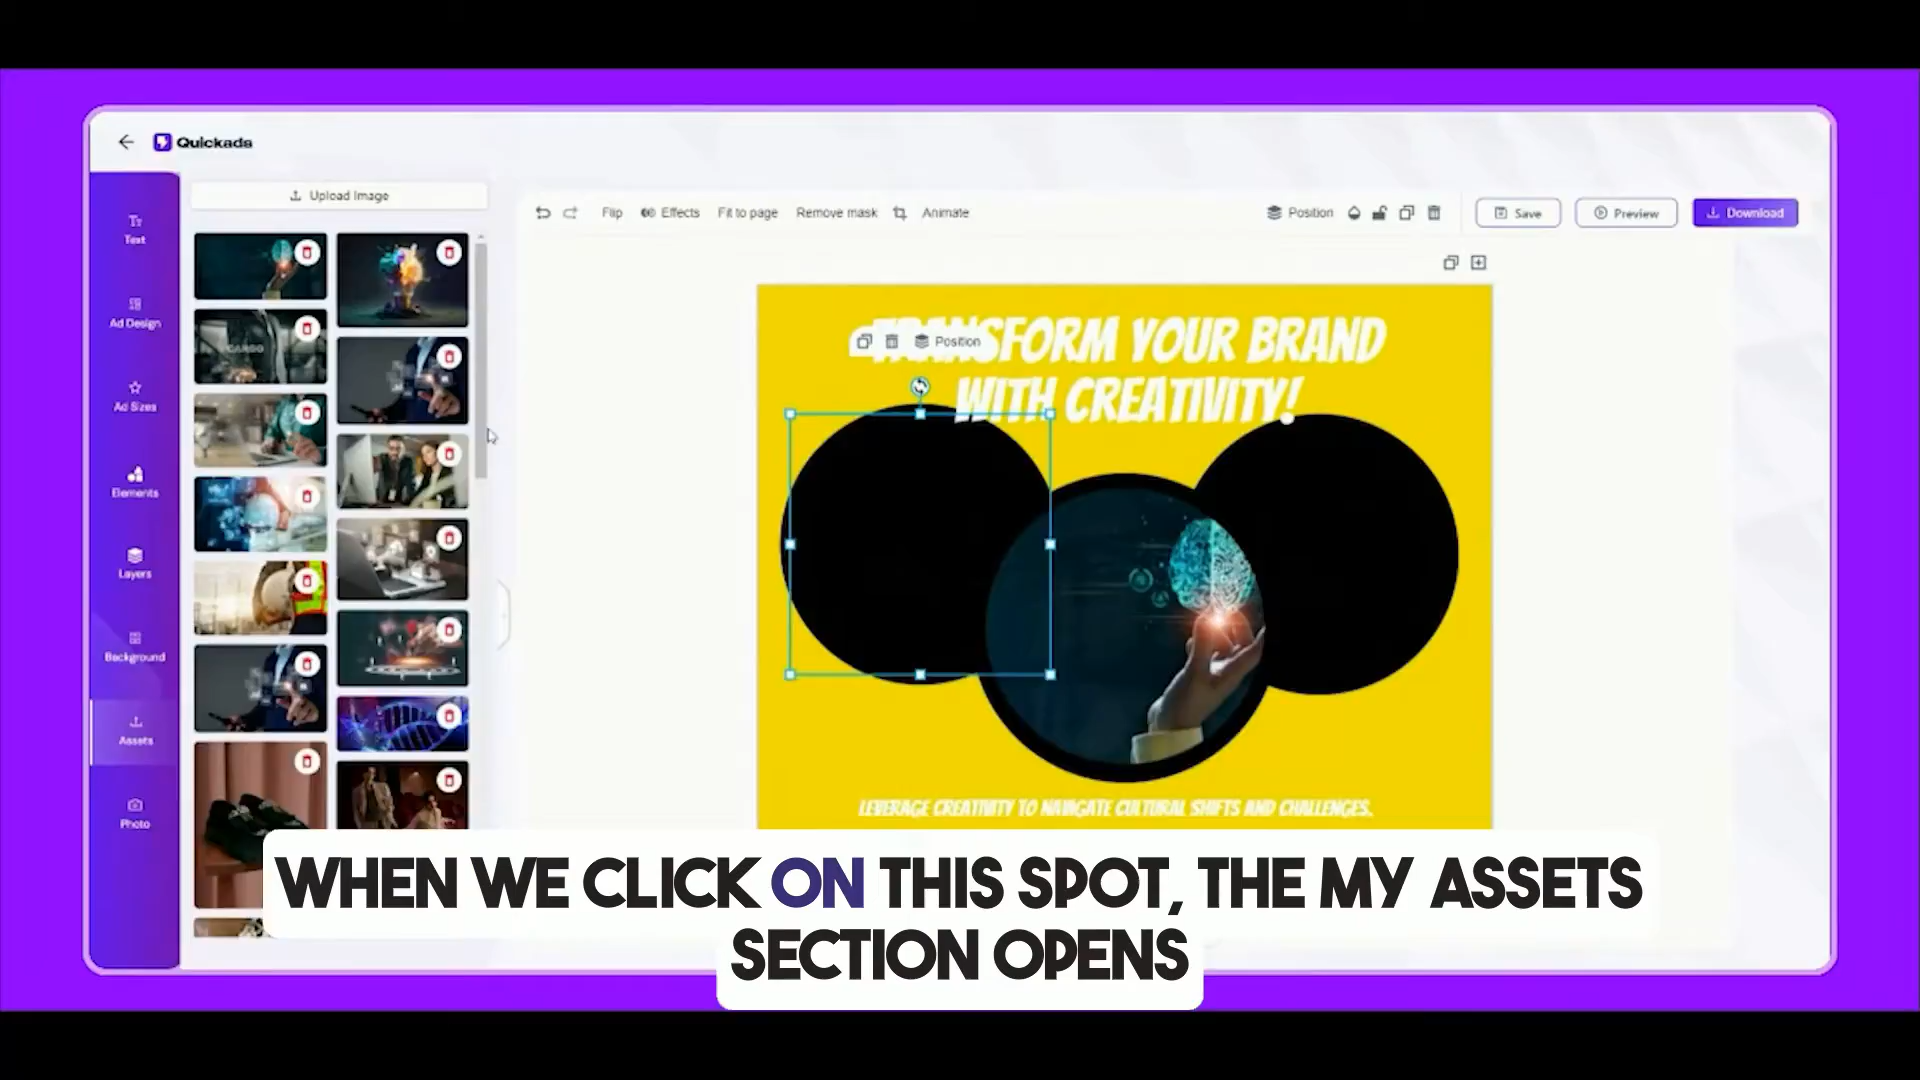 Quickads
Upload Image
Text
Ad Design
Ad Sizes
Elements
Layers
Background
Assets
Photo
Flip Effects Fit to page Remove mask Animate
Position
Save
Preview
Download
Position
TRANSFORM YOUR BRAND
WITH CREATIVITY!
LEVERAGE CREATIVITY TO NAVIGATE CULTURAL SHIFTS AND CHALLENGES.
WHEN WE CLICK ON THIS SPOT, THE MY ASSETS
SECTION OPENS